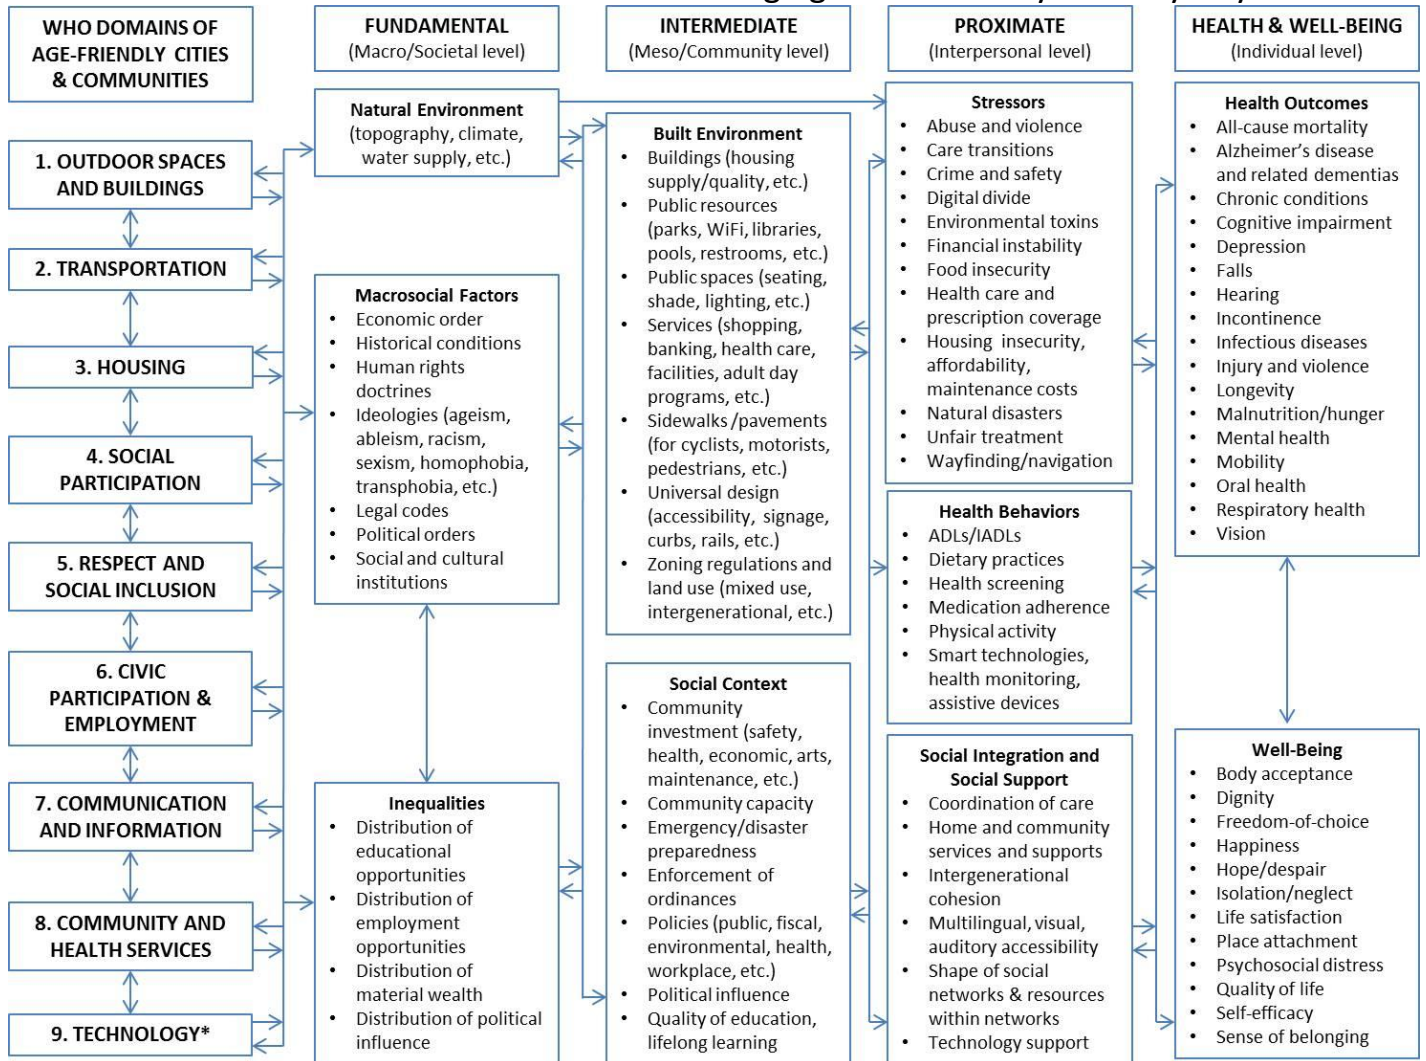 WHO DOMAINS OF
AGE-FRIENDLY CITIES
& COMMUNITIES
1. OUTDOOR SPACES
AND BUILDINGS
2. TRANSPORTATION
3. HOUSING
4. SOCIAL
PARTICIPATION
5. RESPECT AND
SOCIAL INCLUSION
6. CIVIC
PARTICIPATION &
EMPLOYMENT
7. COMMUNICATION
AND INFORMATION
8. COMMUNITY AND
HEALTH SERVICES
9. TECHNOLOGY*
FUNDAMENTAL
(Macro/Societal level)
Natural Environment
(topography, climate,
water supply, etc.)
Macrosocial Factors
• Economic order
• Historical conditions
• Human rights
doctrines
• Ideologies (ageism,
ableism, racism,
sexism, homophobia,
transphobia, etc.)
• Legal codes
• Political orders
• Social and cultural
institutions
Inequalities
• Distribution of
educational
opportunities
• Distribution of
employment
opportunities
• Distribution of
material wealth
• Distribution of political
influence
INTERMEDIATE
(Meso/Community level)
Built Environment
• Buildings (housing
supply/quality, etc.)
• Public resources
(parks, WiFi, libraries,
pools, restrooms, etc.)
• Public spaces (seating,
shade, lighting, etc.)
• Services (shopping,
banking, health care,
facilities, adult day
programs, etc.)
• Sidewalks/pavements
(for cyclists, motorists,
pedestrians, etc.)
• Universal design
(accessibility, signage,
curbs, rails, etc.)
• Zoning regulations and
land use (mixed use,
intergenerational, etc.)
Social Context
• Community
investment (safety,
health, economic, arts,
maintenance, etc.)
• Community capacity
• Emergency/disaster
preparedness
• Enforcement of
ordinances
• Policies (public, fiscal,
environmental, health,
workplace, etc.)
• Political influence
• Quality of education,
lifelong learning
PROXIMATE
(Interpersonal level)
Stressors
• Abuse and violence
• Care transitions
• Crime and safety
• Digital divide
• Environmental toxins
• Financial instability
• Food insecurity
• Health care and
prescription coverage
• Housing insecurity,
affordability,
maintenance costs
• Natural disasters
• Unfair treatment
• Wayfinding/navigation
Health Behaviors
• ADLs/IADLs
• Dietary practices
• Health screening
• Medication adherence
• Physical activity
• Smart technologies,
health monitoring,
assistive devices
Social Integration and
Social Support
• Coordination of care
• Home and community
services and supports
• Intergenerational
cohesion
• Multilingual, visual,
auditory accessibility
• Shape of social
networks & resources
within networks
• Technology support
HEALTH & WELL-BEING
(Individual level)
Health Outcomes
• All-cause mortality
• Alzheimer's disease
and related dementias
• Chronic conditions
• Cognitive impairment
• Depression
• Falls
• Hearing
• Incontinence
• Infectious diseases
• Injury and violence
• Longevity
• Malnutrition/hunger
• Mental health
• Mobility
• Oral health
• Respiratory health
• Vision
Well-Being
• Body acceptance
• Dignity
• Freedom-of-choice
• Happiness
• Hope/despair
• Isolation/neglect
• Life satisfaction
• Place attachment
• Psychosocial distress
• Quality of life
• Self-efficacy
• Sense of belonging